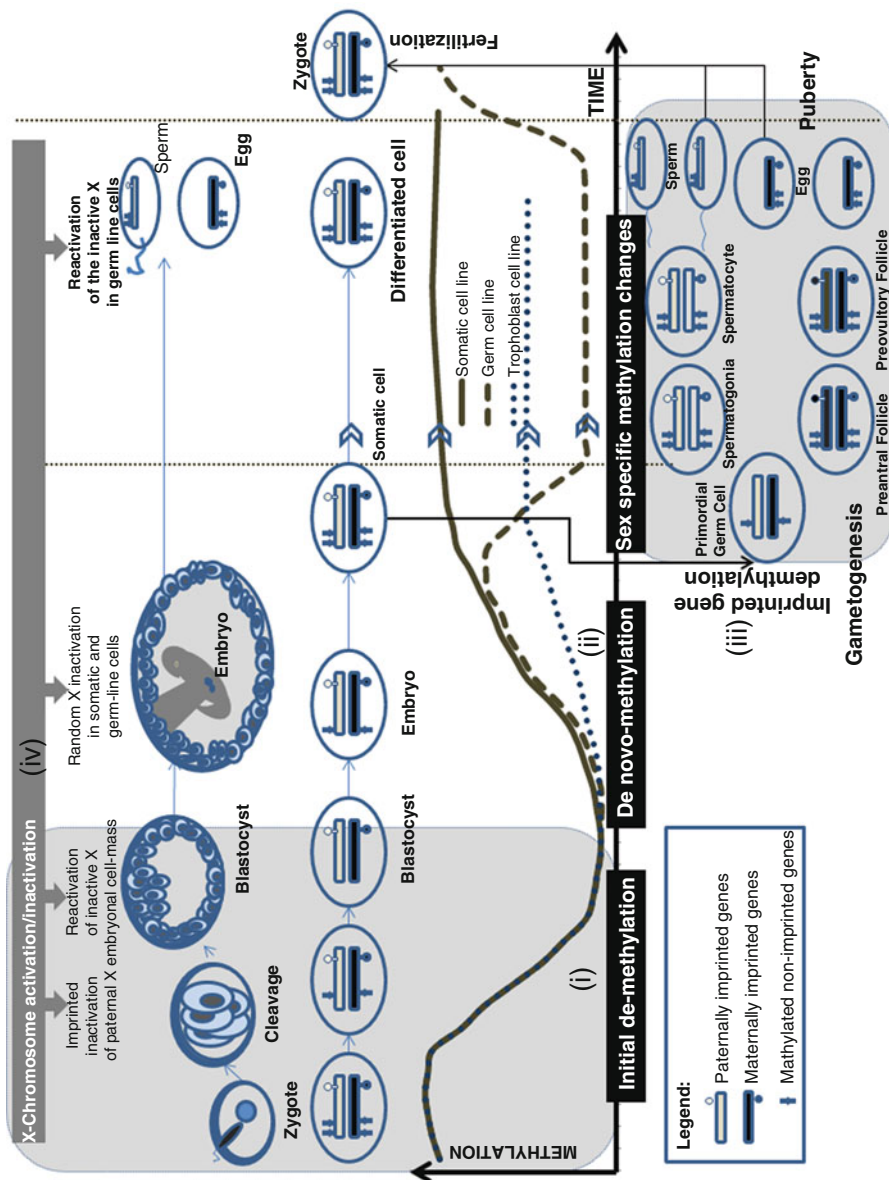 X-Chromosome activation/inactivation
(iv)
Imprinted
inactivation
of paternal X
Reactivation
of inactive X
embryonal cell-mass
Random X inactivation
in somatic and
germ-line cells
Reactivation
of the inactive X
in germ line cells
Zygote
Cleavage
Blastocyst
Embryo
Sperm
Egg
Blastocyst
Embryo
Somatic cell
Differentiated cell
Zygote
Fertilization
METHYLATION
(i)
(ii)
Somatic cell line
Germ cell line
Trophoblast cell line
TIME
Initial de-methylation
De novo-methylation
Sex specific methylation changes
Imprinted gene
demthylation
(iii)
Primordial
Germ Cell
Spermatogonia
Spermatocyte
Sperm
Egg
Puberty
Preantral Follicle
Preovultory Follicle
Gametogenesis
Legend:
Paternally imprinted genes
Maternally imprinted genes
Mathylated non-imprinted genes